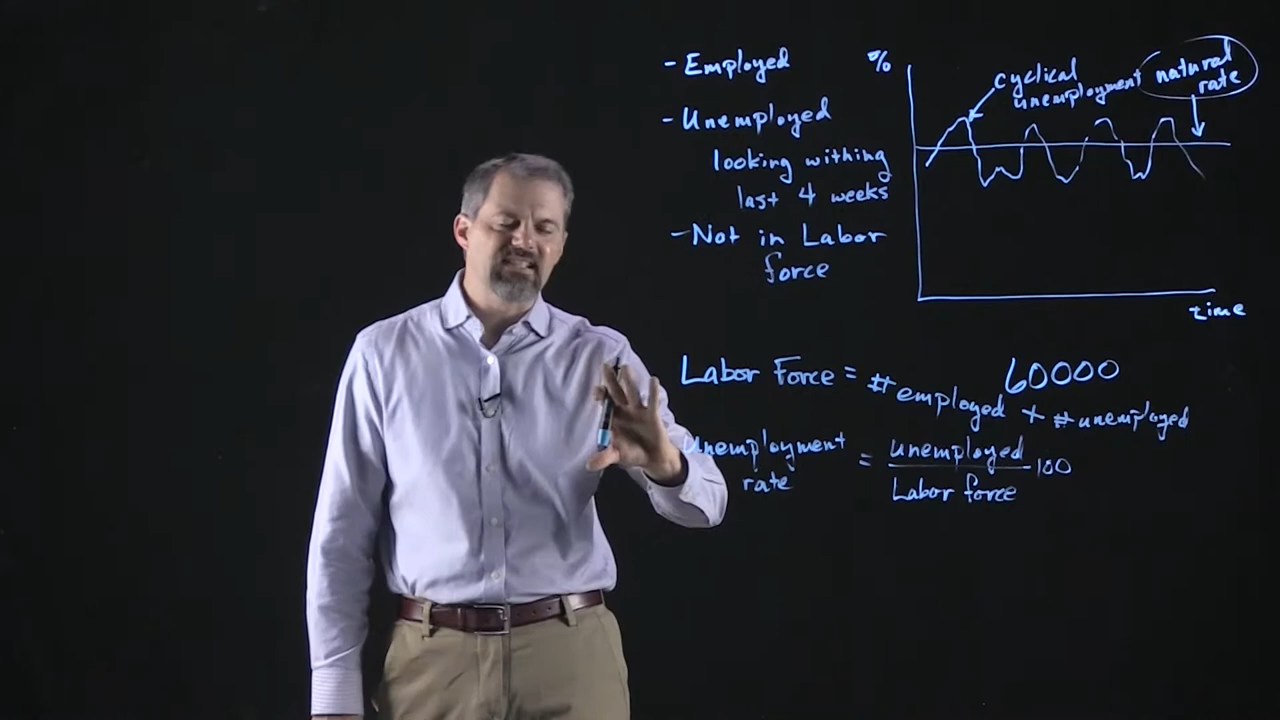 - Employed
- Unemployed
looking withing
last 4 weeks
- Not in Labor
force
%
cyclical
unemployment
natural
rate
time
Labor Force = # employed + # unemployed
60000
Unemployment
rate
= unemployed
Labor force
100